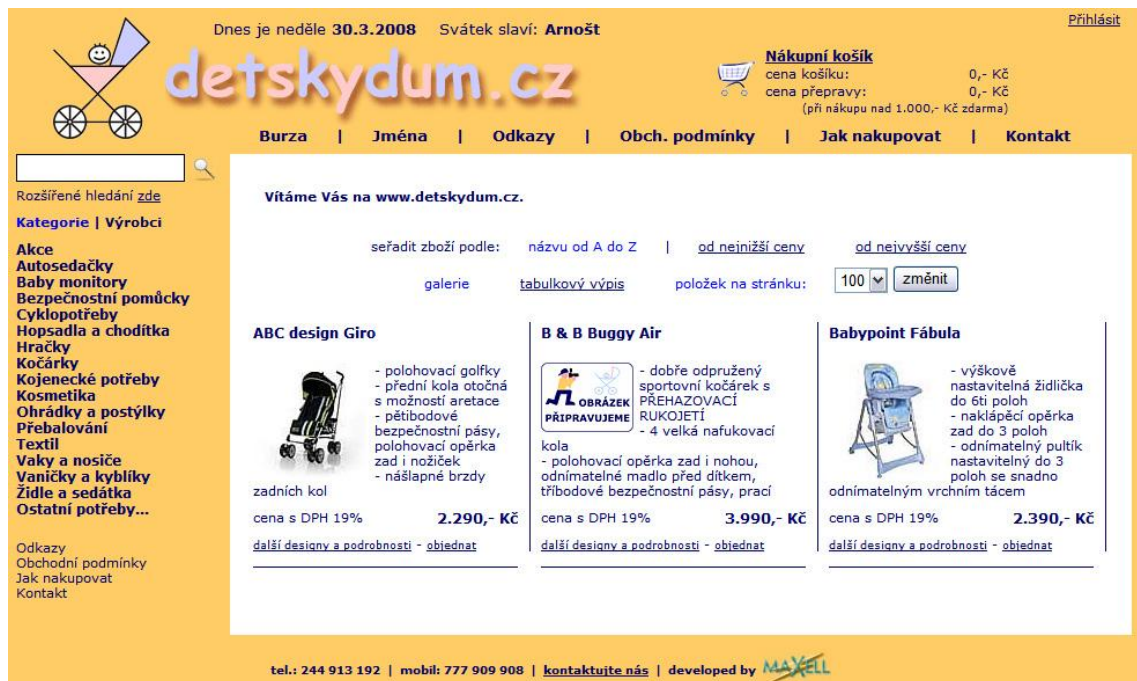 Přihlásit
Dnes je neděle 30.3.2008 Svátek slaví: Arnošt
detskydum.cz
Nákupní košík
cena košíku: 0,- Kč
cena přepravy: 0,- Kč
(při nákupu nad 1.000,- Kč zdarma)
Burza | Jména | Odkazy | Obch. podmínky | Jak nakupovat | Kontakt
Rozšířené hledání zde
Kategorie | Výrobci
Akce
Autosedačky
Baby monitory
Bezpečnostní pomůcky
Cyklopotřeby
Hopsadla a chodítka
Hračky
Kočárky
Kojenecké potřeby
Kosmetika
Ohrádky a postýlky
Přebalování
Textil
Vaky a nosiče
Vaničky a kyblíky
Židle a sedátka
Ostatní potřeby...
Odkazy
Obchodní podmínky
Jak nakupovat
Kontakt
Vítáme Vás na www.detskydum.cz.
seřadit zboží podle: názvu od A do Z | od nejnižší ceny od nejvyšší ceny
galerie tabulkový výpis položek na stránku: 100 změnit
ABC design Giro
- polohovací golfky
- přední kola otočná
s možností aretace
- pětibodové
bezpečnostní pásy,
polohovací opěrka
zad i nožiček
- nášlapné brzdy
zadních kol
cena s DPH 19% 2.290,- Kč
další designy a podrobnosti - objednat
B & B Buggy Air
OBRÁZEK
PŘIPRAVUJEME
- dobře odpružený
sportovní kočárek s
PŘEHAZOVACÍ
RUKOJETÍ
- 4 velká nafukovací
kola
- polohovací opěrka zad i nohou,
odnímatelné madlo před dítkem,
tříbodové bezpečnostní pásy, prací
cena s DPH 19% 3.990,- Kč
další designy a podrobnosti - objednat
Babypoint Fábula
- výškově
nastavitelná židlička
do 6ti poloh
- naklápěcí opěrka
zad do 3 poloh
- odnímatelný pultík
nastavitelný do 3
poloh se snadno
odnímatelným vrchním tácem
cena s DPH 19% 2.390,- Kč
další designy a podrobnosti - objednat
tel.: 244 913 192 | mobil: 777 909 908 | kontaktujte nás | developed by MAXELL